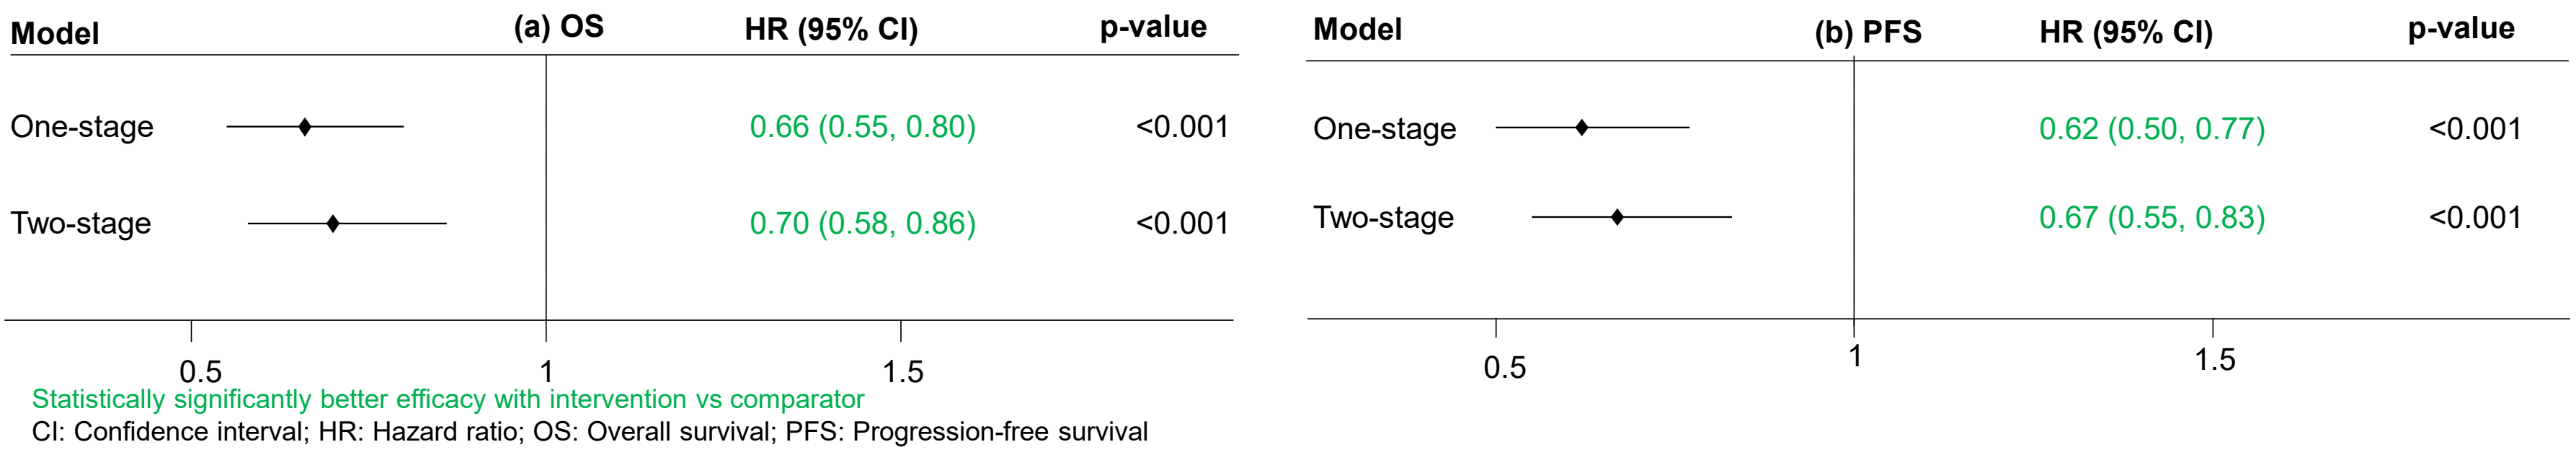 Model (a) OS HR (95% CI) p-value
One-stage 0.66 (0.55, 0.80) <0.001
Two-stage 0.70 (0.58, 0.86) <0.001
0.5 1 1.5
Model (b) PFS HR (95% CI) p-value
One-stage 0.62 (0.50, 0.77) <0.001
Two-stage 0.67 (0.55, 0.83) <0.001
0.5 1 1.5
Statistically significantly better efficacy with intervention vs comparator
CI: Confidence interval; HR: Hazard ratio; OS: Overall survival; PFS: Progression-free survival